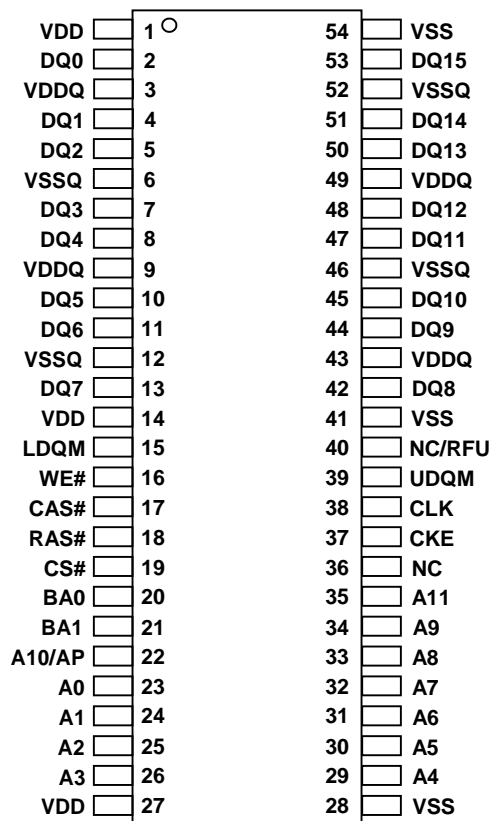 VDD 1 54 VSS
DQ0 2 53 DQ15
VDDQ 3 52 VSSQ
DQ1 4 51 DQ14
DQ2 5 50 DQ13
VSSQ 6 49 VDDQ
DQ3 7 48 DQ12
DQ4 8 47 DQ11
VDDQ 9 46 VSSQ
DQ5 10 45 DQ10
DQ6 11 44 DQ9
VSSQ 12 43 VDDQ
DQ7 13 42 DQ8
VDD 14 41 VSS
LDQM 15 40 NC/RFU
WE# 16 39 UDQM
CAS# 17 38 CLK
RAS# 18 37 CKE
CS# 19 36 NC
BA0 20 35 A11
BA1 21 34 A9
A10/AP 22 33 A8
A0 23 32 A7
A1 24 31 A6
A2 25 30 A5
A3 26 29 A4
VDD 27 28 VSS